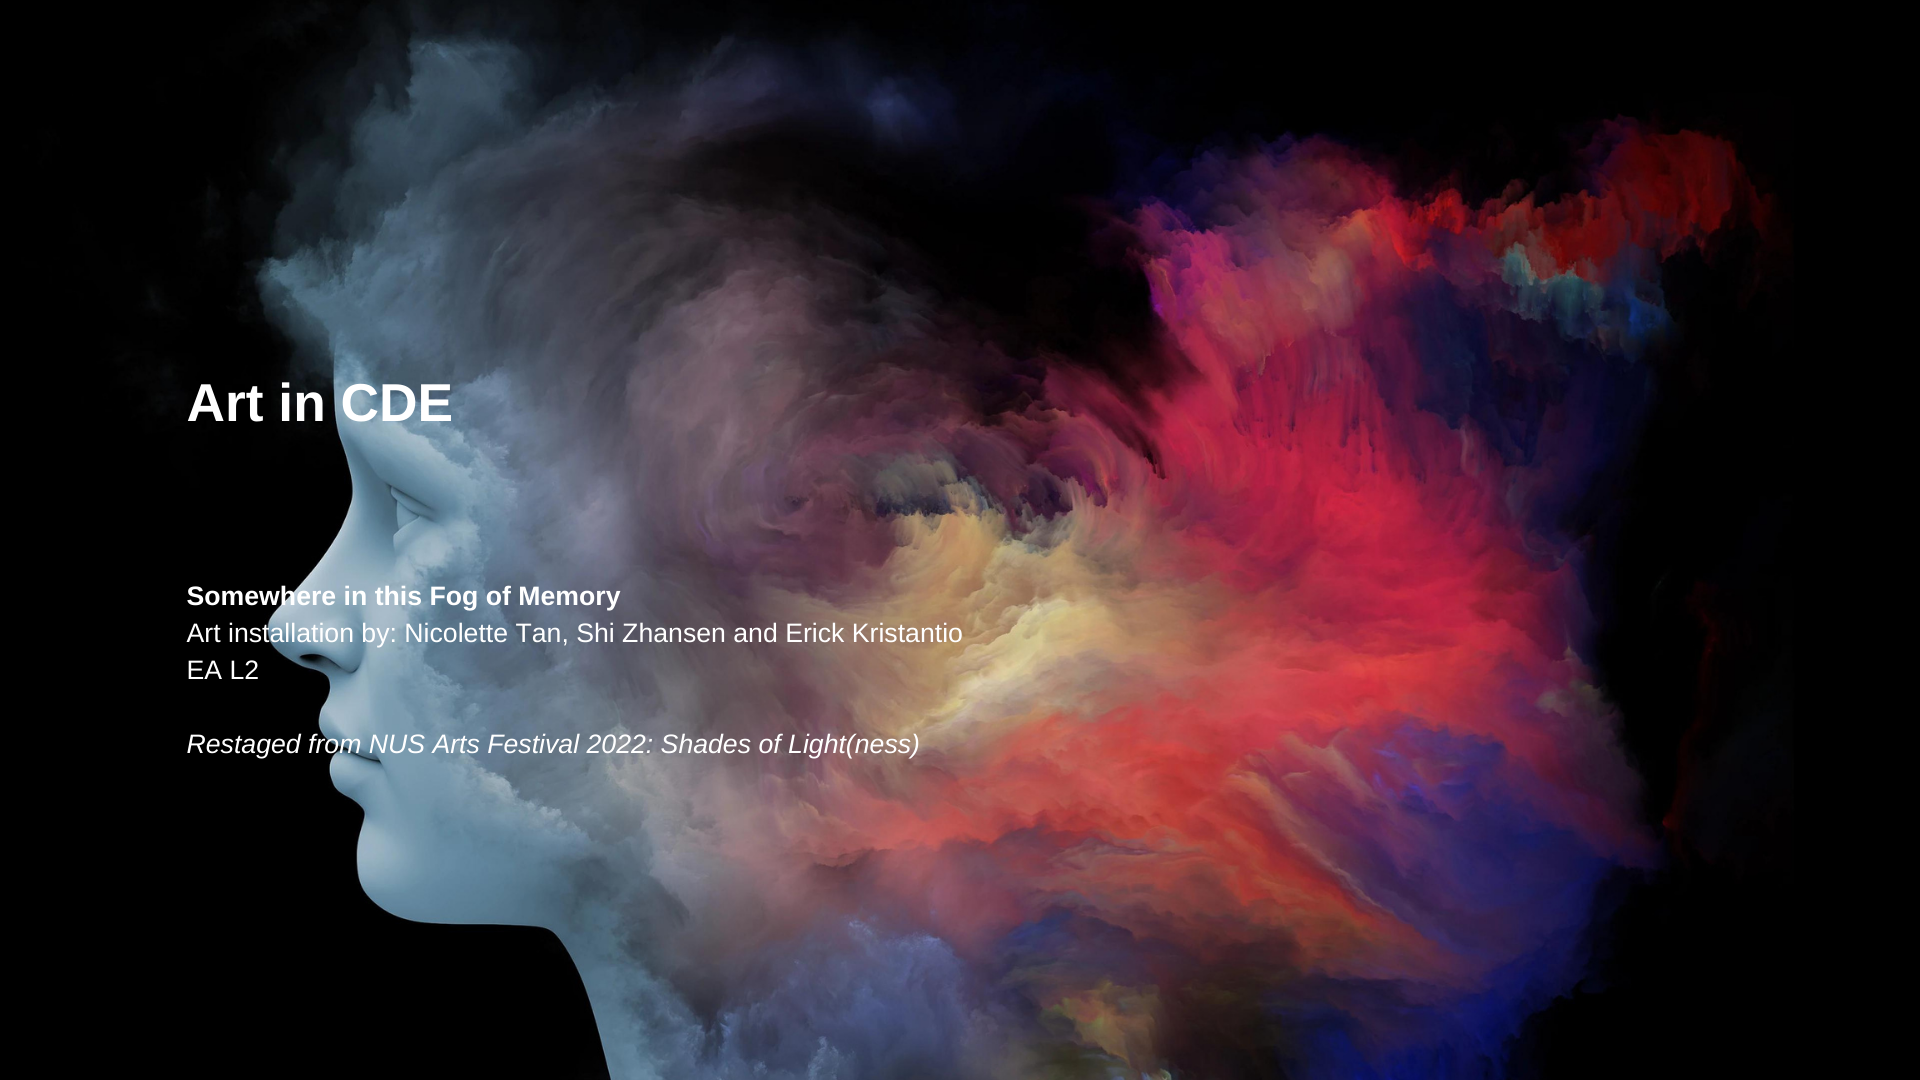 Art in CDE
Somewhere in this Fog of Memory
Art installation by: Nicolette Tan, Shi Zhansen and Erick Kristantio
EA L2
Restaged from NUS Arts Festival 2022: Shades of Light(ness)